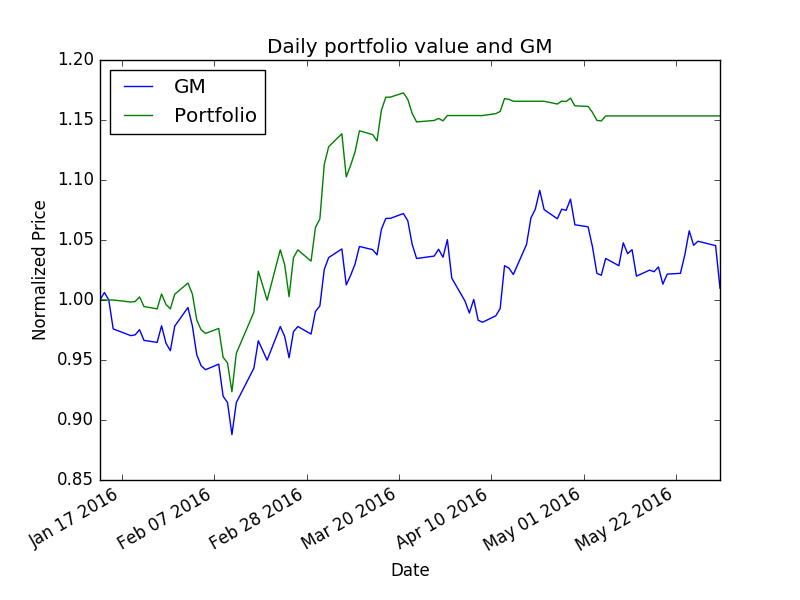 Daily portfolio value and GM
1.20
1.15
1.10
1.05
1.00
0.95
0.90
0.85
Normalized Price
GM
Portfolio
Jan 17 2016
Feb 07 2016
Feb 28 2016
Mar 20 2016
Apr 10 2016
May 01 2016
May 22 2016
Date